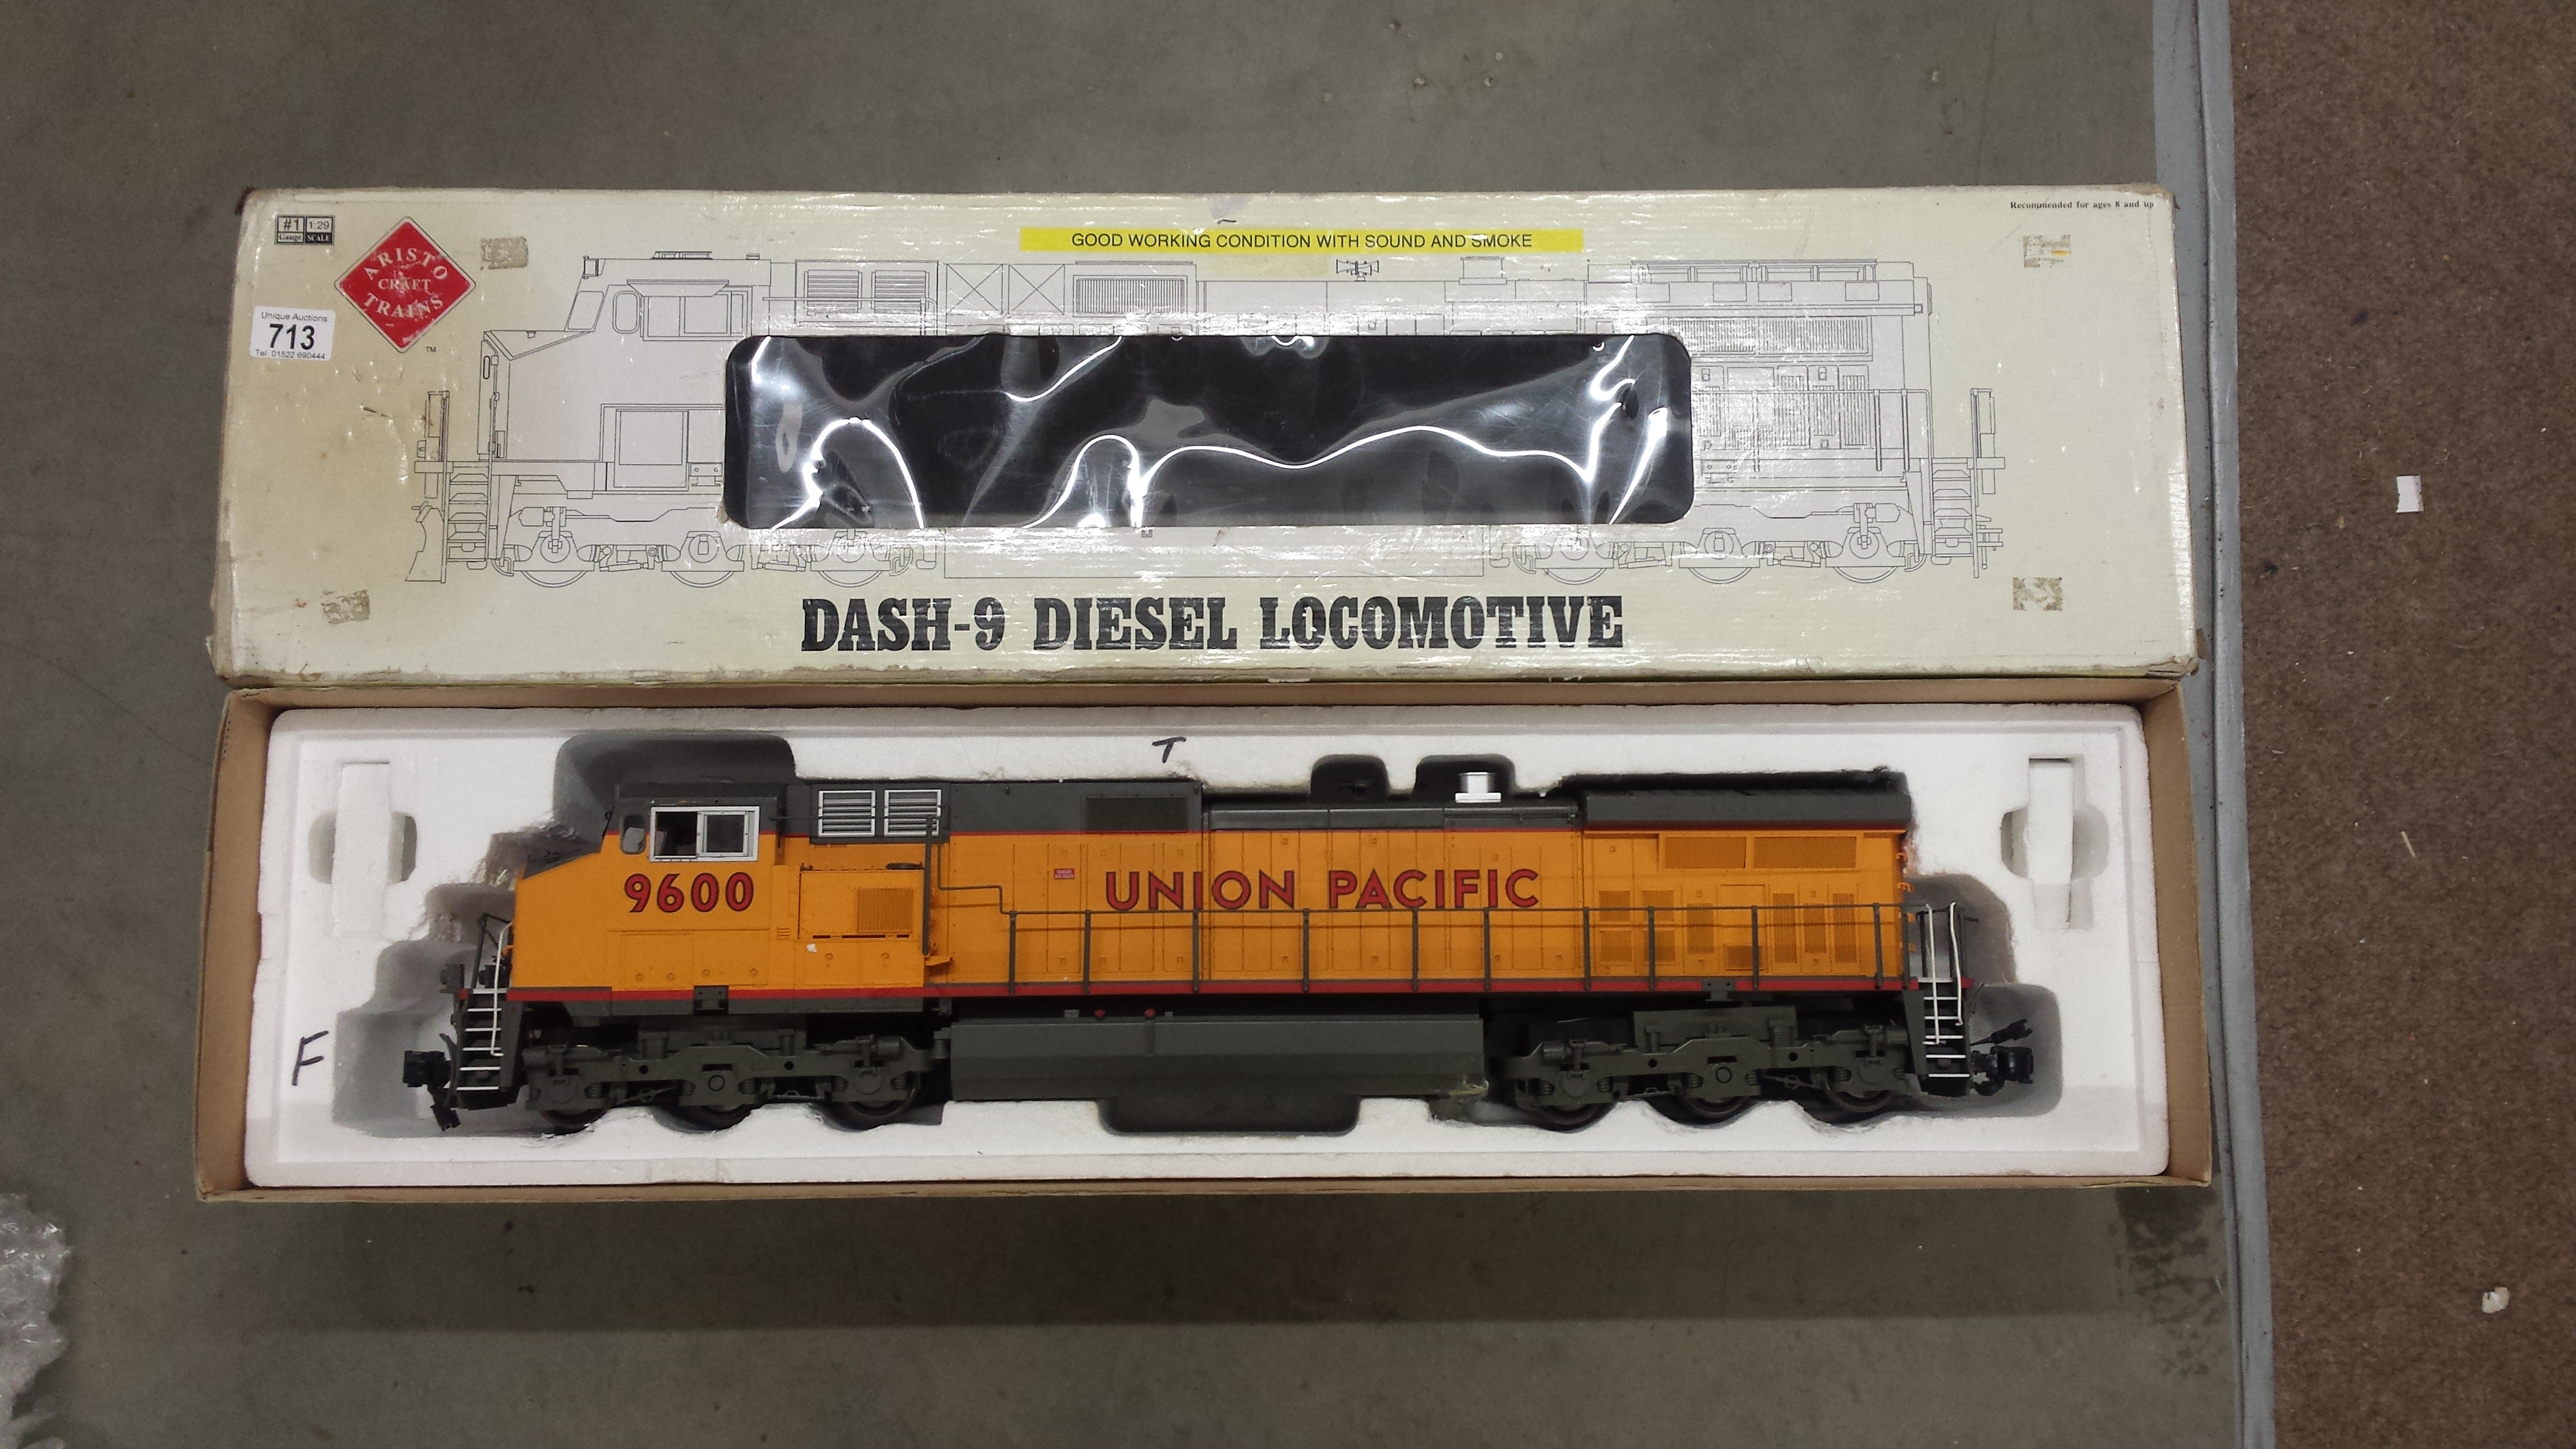 #1 1:29
Gauge SCALE
ARISTO
CRAFT
TRAINS
TM
Unique Auctions
713
Tel 01522 690444
GOOD WORKING CONDITION WITH SOUND AND SMOKE
Recommended for ages 8 and up
DASH-9 DIESEL LOCOMOTIVE
T
9600
UNION PACIFIC
F